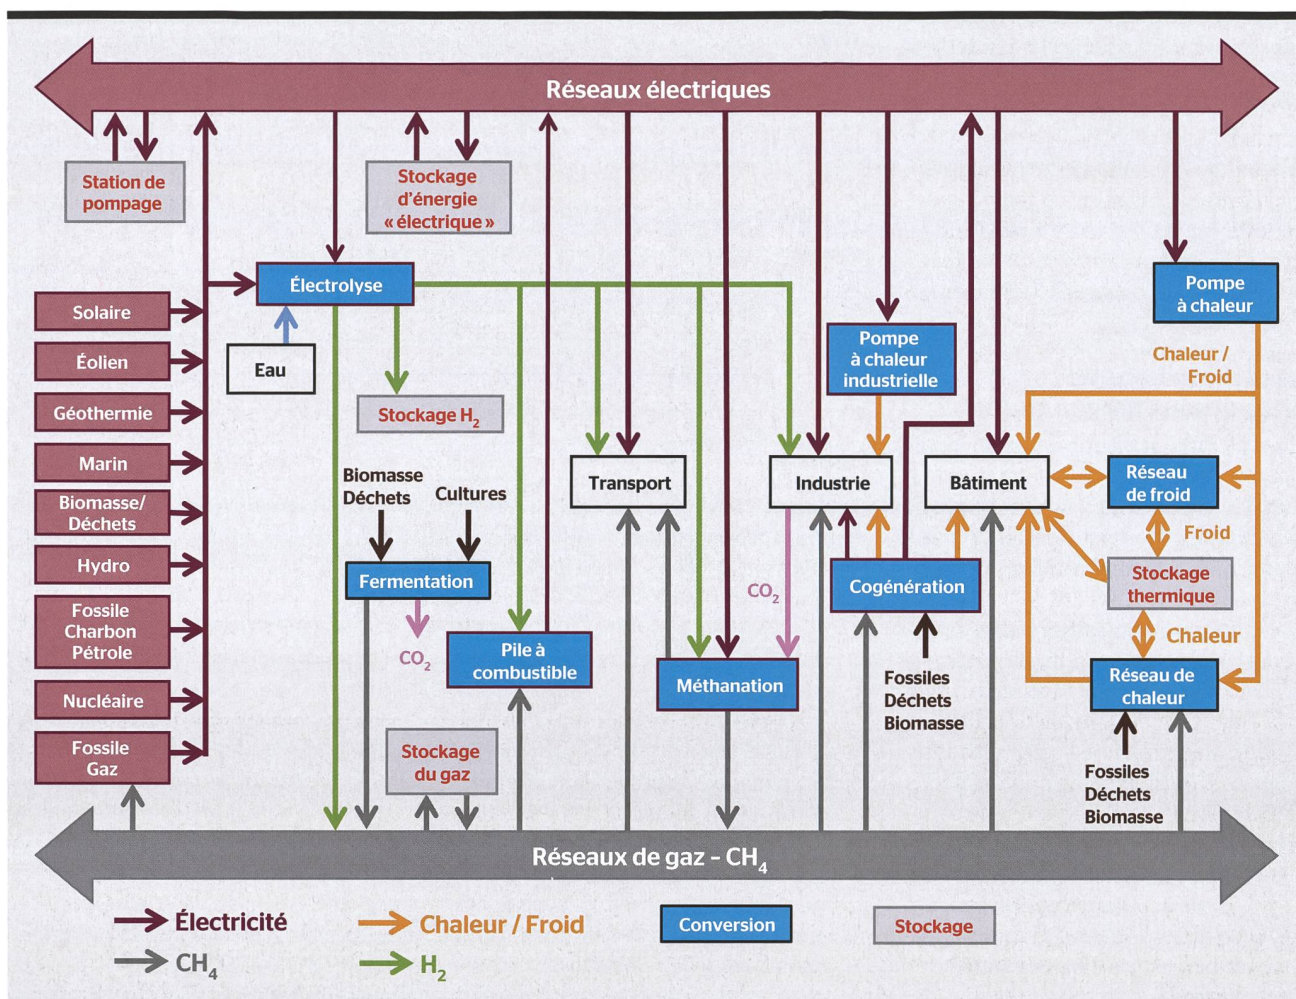 Réseaux électriques
Station de
pompage
Stockage
d'énergie
« électrique »
Électrolyse
Pompe
à chaleur
Solaire
Éolien
Géothermie
Marin
Biomasse/
Déchets
Hydro
Fossile
Charbon
Pétrole
Nucléaire
Fossile
Gaz
Eau
Stockage H₂
Pompe
à chaleur
industrielle
Chaleur /
Froid
Biomasse
Déchets
Cultures
Transport
Industrie
Bâtiment
Réseau
de froid
Froid
Fermentation
CO₂
Pile à
combustible
CO₂
Méthanation
Cogénération
Fossiles
Déchets
Biomasse
Stockage
thermique
Chaleur
Réseau de
chaleur
Fossiles
Déchets
Biomasse
Stockage
du gaz
Réseaux de gaz – CH₄
Électricité
Chaleur / Froid
Conversion
Stockage
CH₄
H₂